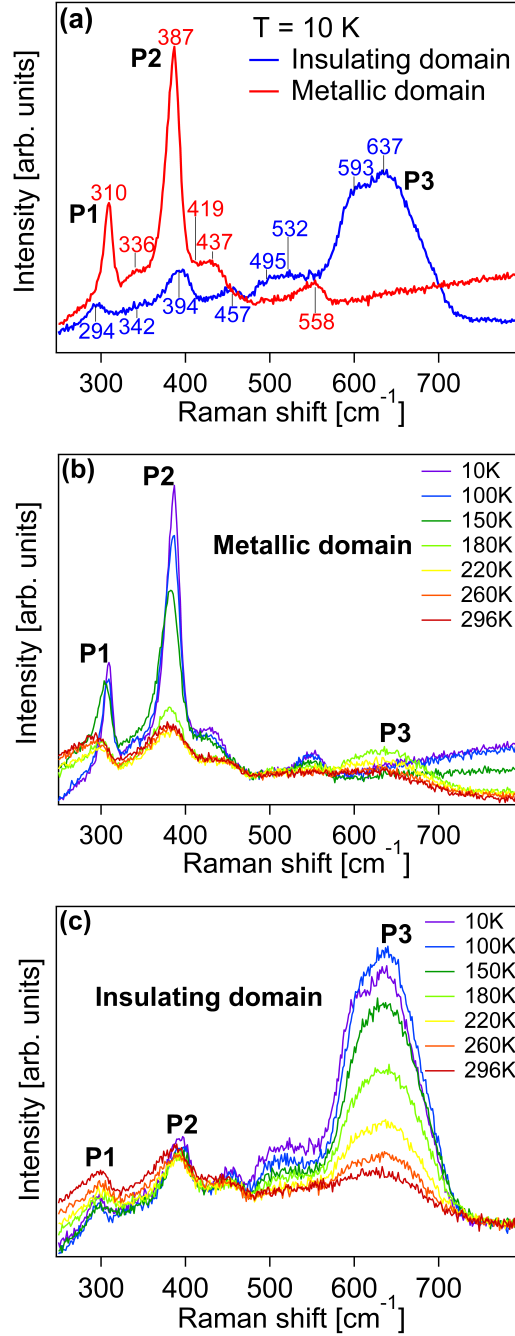 (a)
T = 10 K
Insulating domain
Metallic domain
387
P2
310
P1
336
419
437
294
342
394
457
495
532
558
593
637
P3
Intensity [arb. units]
300 400 500 600 700
Raman shift [cm-1]
(b)
P2
10K
100K
150K
180K
220K
260K
296K
Metallic domain
P1
P3
Intensity [arb. units]
300 400 500 600 700
Raman shift [cm-1]
(c)
P3
10K
100K
150K
180K
220K
260K
296K
Insulating domain
P2
P1
Intensity [arb. units]
300 400 500 600 700
Raman shift [cm-1]